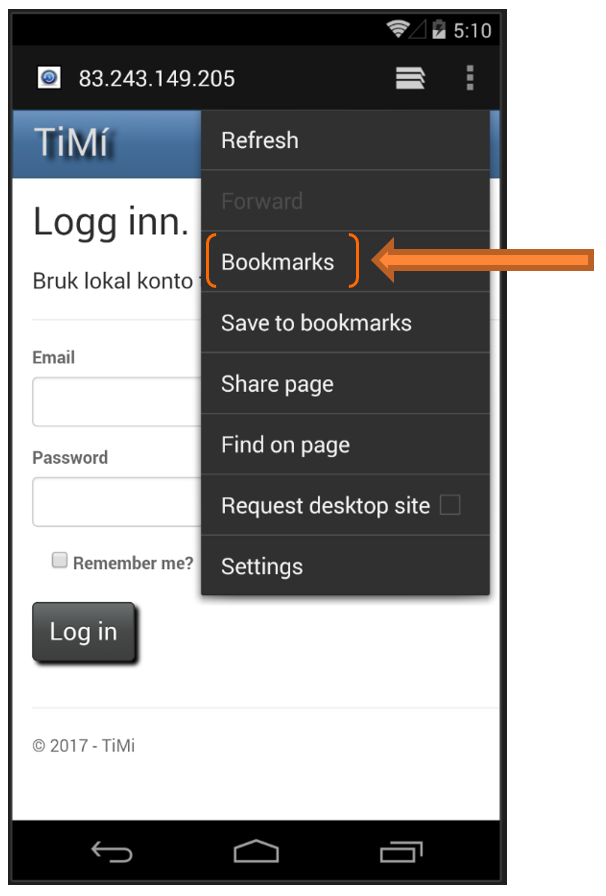 5:10
83.243.149.205
TiMí
Refresh
Forward
Logg inn.
Bookmarks
Bruk lokal konto
Save to bookmarks
Email
Share page
Find on page
Password
Request desktop site
Remember me?
Settings
Log in
© 2017 - TiMi